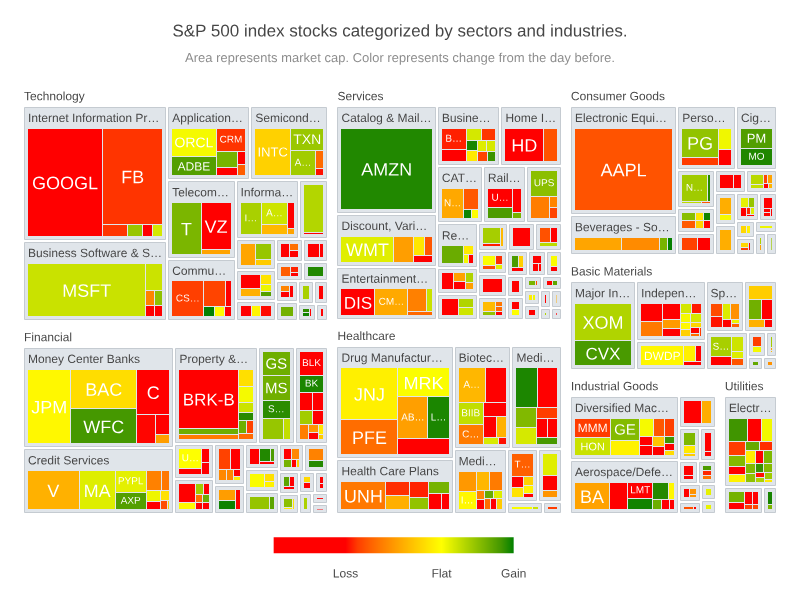 S&P 500 index stocks categorized by sectors and industries.
Area represents market cap. Color represents change from the day before.
Technology
Internet Information Pr…
GOOGL
FB
Application…
ORCL
CRM
ADBE
Semicond…
INTC
TXN
A…
Business Software & S…
MSFT
Telecom…
T
VZ
Informa…
I…
A…
Commu…
CS…
Services
Catalog & Mail…
AMZN
Busine…
B…
Home I…
HD
CAT…
N…
Rail…
U…
UPS
Discount, Vari…
WMT
Re…
Entertainment…
DIS
CM…
Consumer Goods
Electronic Equi…
AAPL
Perso…
PG
Cig…
PM
MO
N…
Beverages - So…
Basic Materials
Major In…
XOM
CVX
Indepen…
DWDP
Sp…
S…
Financial
Money Center Banks
JPM
BAC
WFC
C
Property &…
BRK-B
GS
MS
S…
BLK
BK
Credit Services
V
MA
PYPL
AXP
U…
Healthcare
Drug Manufactur…
JNJ
PFE
MRK
AB…
L…
Biotec…
A…
BIIB
C…
Medi…
Health Care Plans
UNH
Medi…
I…
T…
Industrial Goods
Diversified Mac…
MMM
GE
HON
Aerospace/Defe…
BA
LMT
Utilities
Electr…
Loss
Flat
Gain